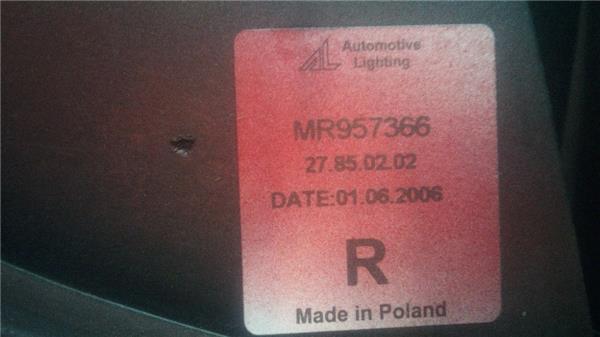 AL Automotive
Lighting
MR957366
27.85.02.02
DATE:01.06.2006
R
Made in Poland